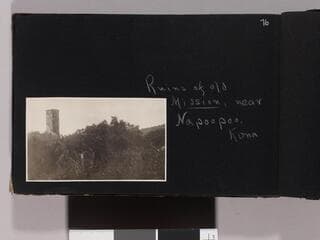 76
Ruins of old
Mission, near
Napoopoo,
Kona